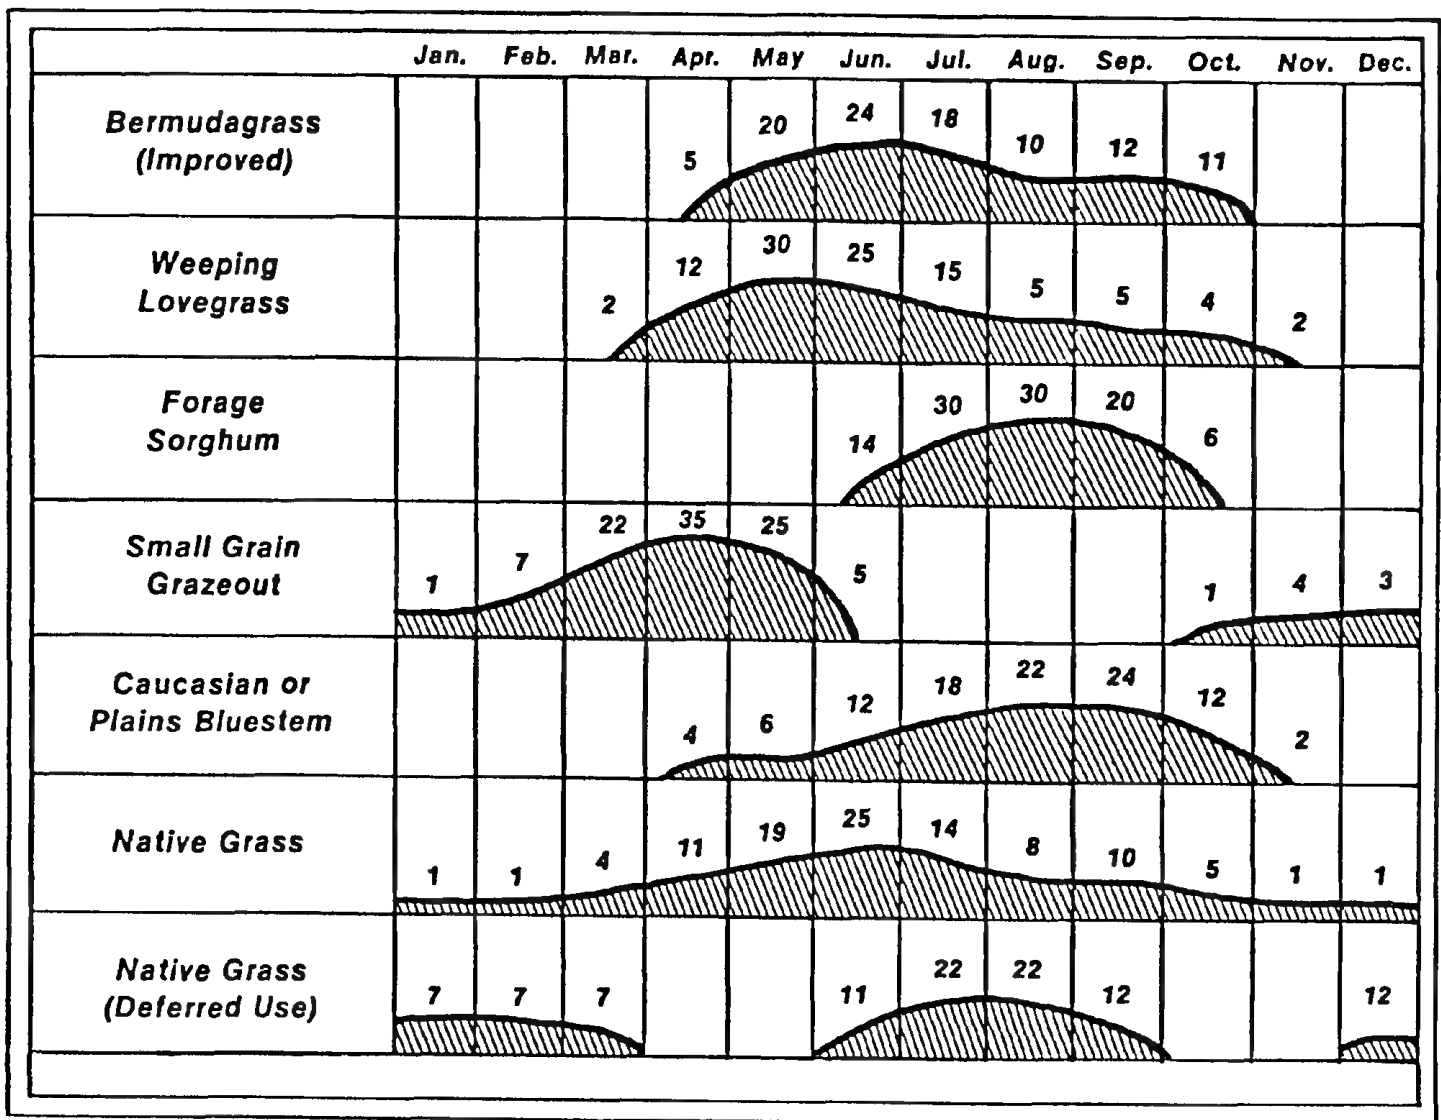 Jan. Feb. Mar. Apr. May Jun. Jul. Aug. Sep. Oct. Nov. Dec.
Bermudagrass
(Improved)
5 20 24 18 10 12 11
Weeping
Lovegrass
2 12 30 25 15 5 5 4 2
Forage
Sorghum
14 30 30 20 6
Small Grain
Grazeout
1 7 22 35 25 5 1 4 3
Caucasian or
Plains Bluestem
4 6 12 18 22 24 12 2
Native Grass
1 1 4 11 19 25 14 8 10 5 1 1
Native Grass
(Deferred Use)
7 7 7 11 22 22 12 12